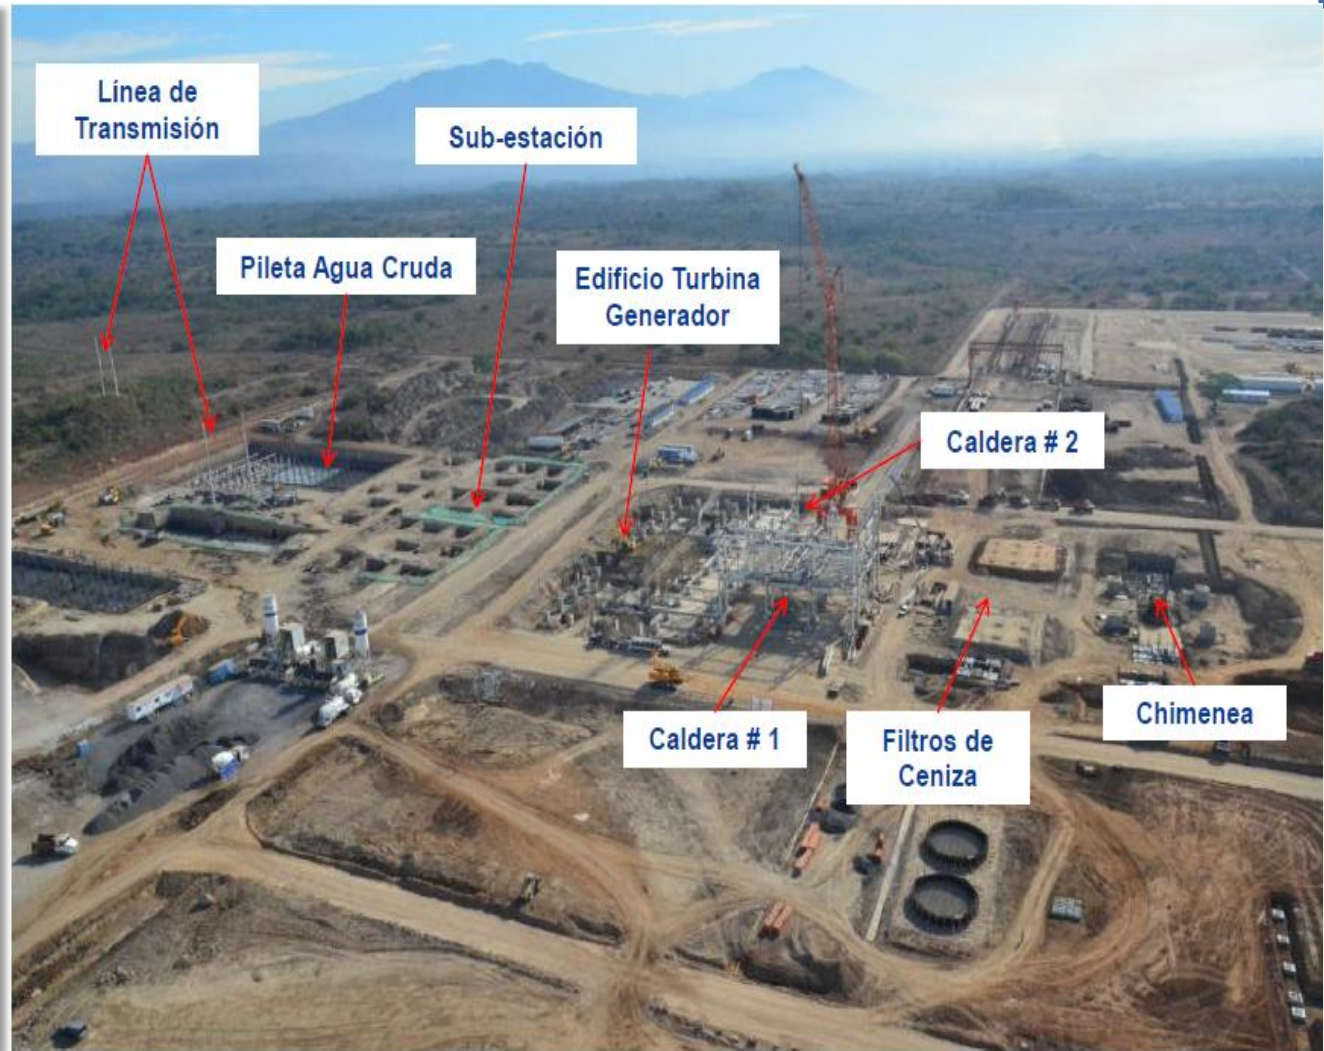 Línea de
Transmisión
Sub-estación
Pileta Agua Cruda
Edificio Turbina
Generador
Caldera # 2
Caldera # 1
Filtros de
Ceniza
Chimenea